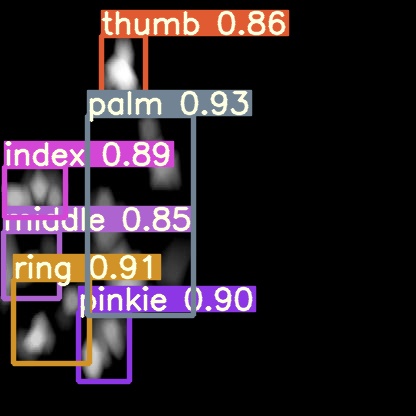 thumb 0.86
palm 0.93
index 0.89
middle 0.85
ring 0.91
pinkie 0.90